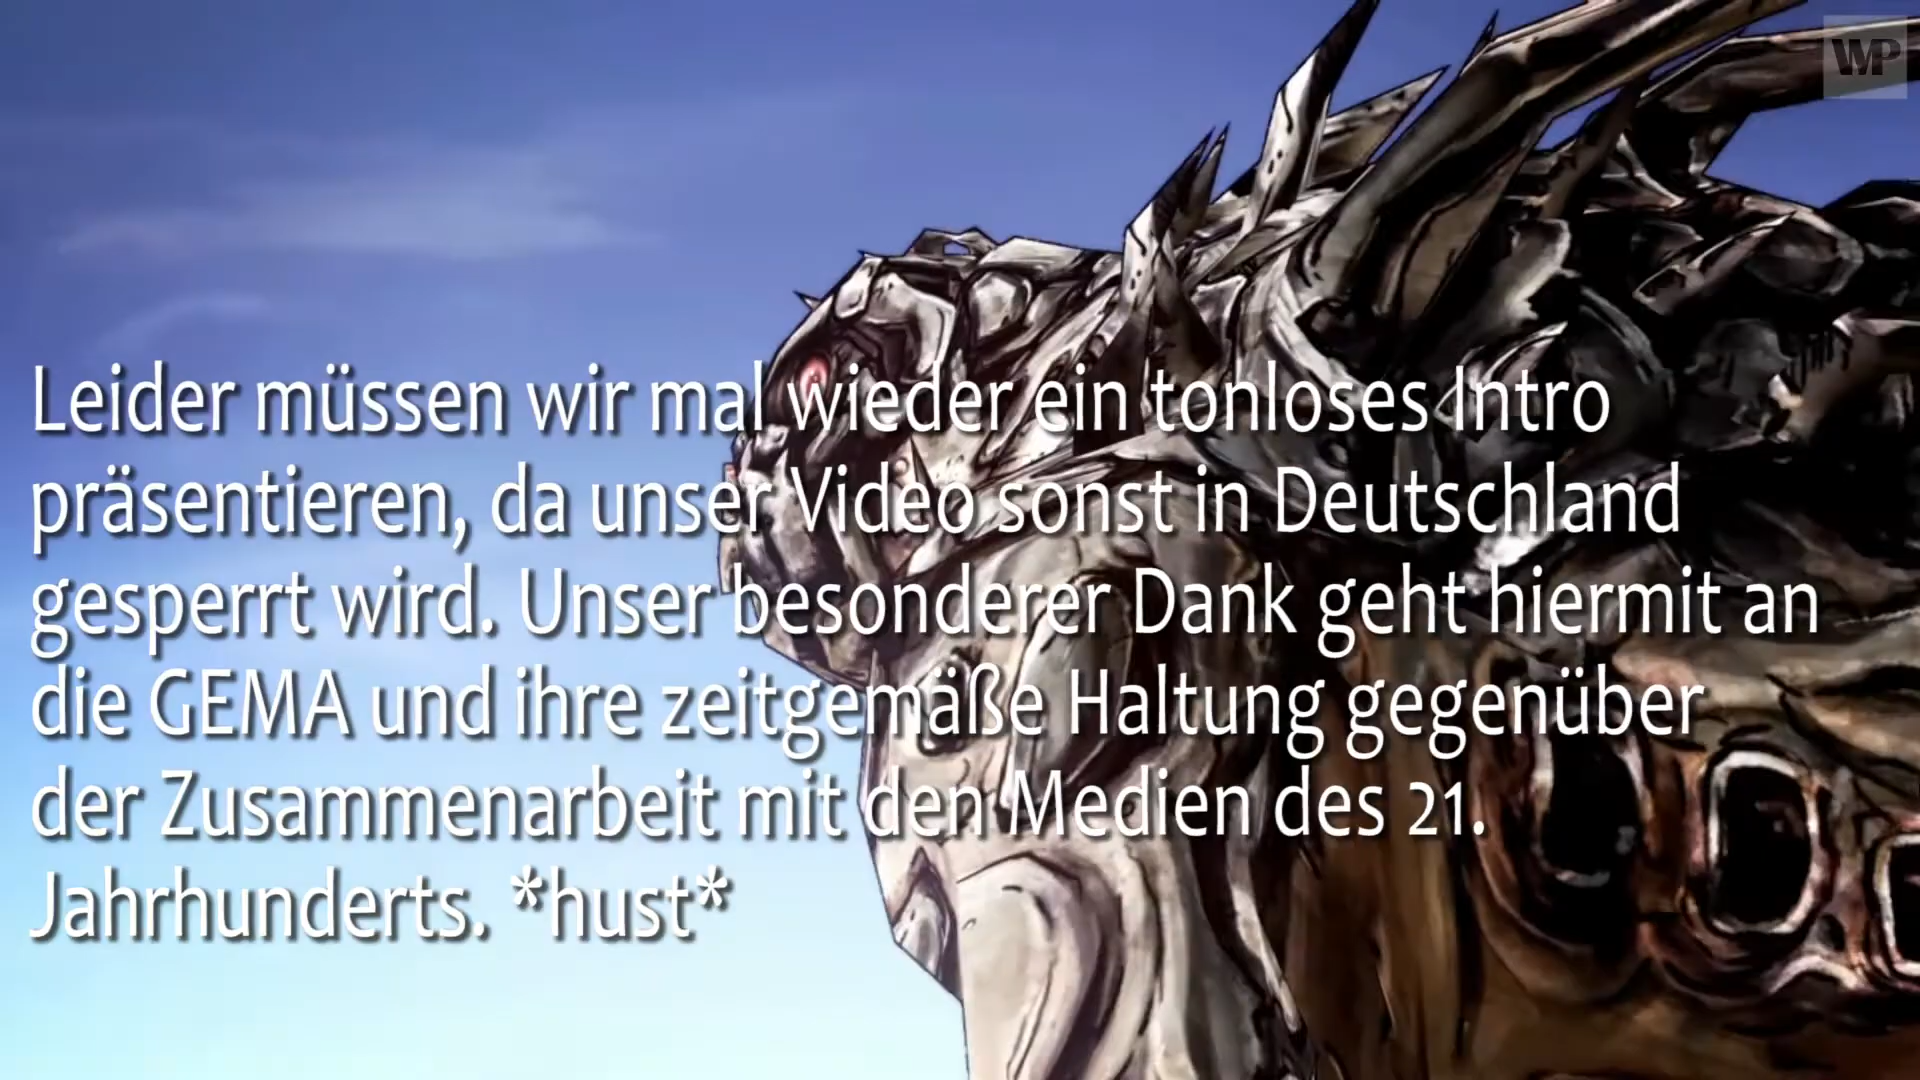 WP
Leider müssen wir mal wieder ein tonloses Intro
präsentieren, da unser Video sonst in Deutschland
gesperrt wird. Unser besonderer Dank geht hiermit an
die GEMA und ihre zeitgemäße Haltung gegenüber
der Zusammenarbeit mit den Medien des 21.
Jahrhunderts. *hust*